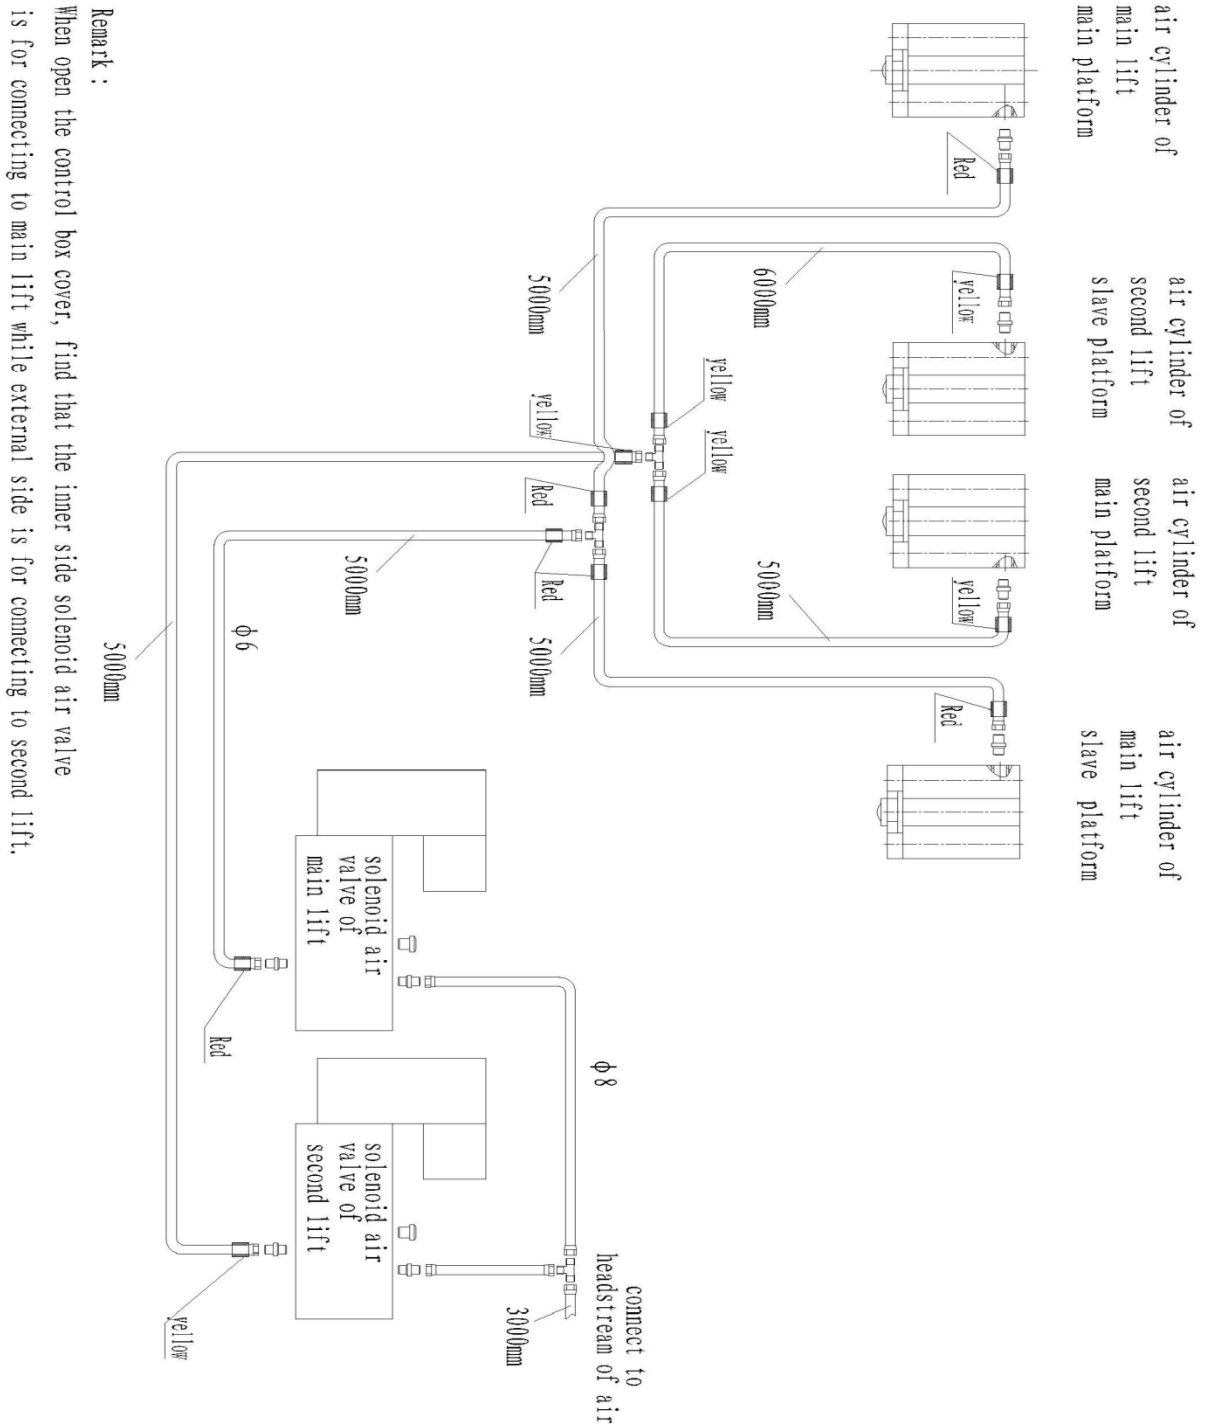 air cylinder of
main lift
main platform
air cylinder of
second lift
slave platform
air cylinder of
second lift
main platform
air cylinder of
main lift
slave platform
Red
yellow
yellow
Red
6000mm
5000mm
5000mm
yellow
yellow
yellow
Red
Red
5000mm
5000mm
5000mm
ϕ6
solenoid air
valve of
main lift
Red
ϕ8
solenoid air
valve of
second lift
yellow
connect to
headstream of air
3000mm
Remark :
When open the control box cover, find that the inner side solenoid air valve
is for connecting to main lift while external side is for connecting to second lift.